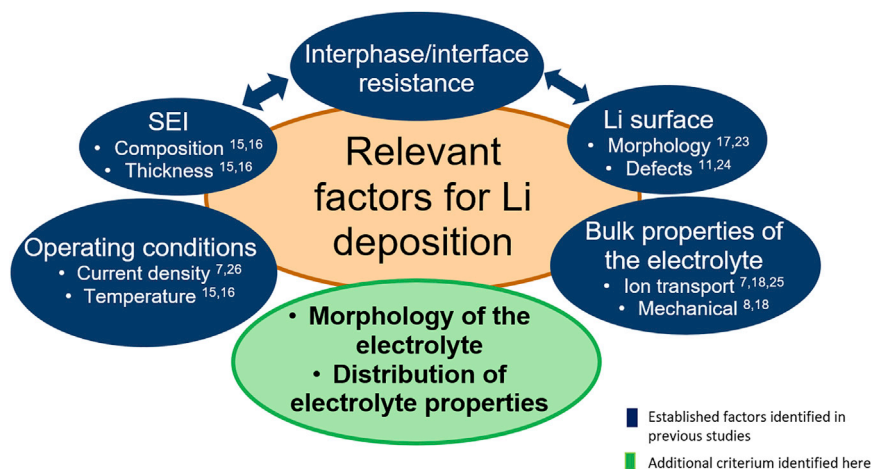 Interphase/interface
resistance
SEI
• Composition 15,16
• Thickness 15,16
Li surface
• Morphology 17,23
• Defects 11,24
Relevant
factors for Li
deposition
Operating conditions
• Current density 7,26
• Temperature 15,16
Bulk properties of
the electrolyte
• Ion transport 7,18,25
• Mechanical 8,18
• Morphology of the
electrolyte
• Distribution of
electrolyte properties
Established factors identified in
previous studies
Additional criterium identified here